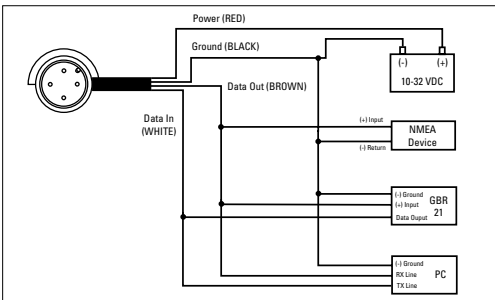 Power (RED)
Ground (BLACK)
(-) (+)
10-32 VDC
Data Out (BROWN)
Data In
(WHITE)
(+) Input
NMEA
Device
(-) Return
(-) Ground
GBR
(+) Input
21
Data Ouput
(-) Ground
RX Line
PC
TX Line